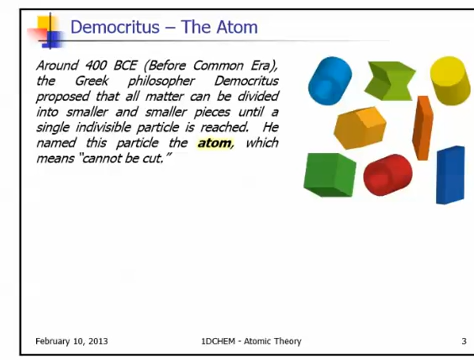 Democritus – The Atom
Around 400 BCE (Before Common Era),
the Greek philosopher Democritus
proposed that all matter can be divided
into smaller and smaller pieces until a
single indivisible particle is reached. He
named this particle the atom, which
means “cannot be cut.”
February 10, 2013 1DCHEM - Atomic Theory 3